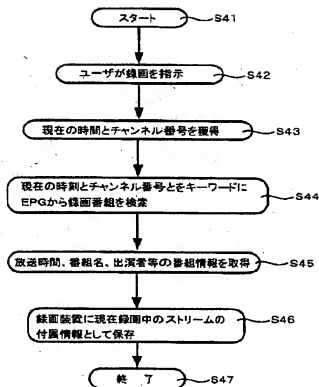 スタート
S41
ユーザが録画を指示
S42
現在の時間とチャンネル番号を獲得
S43
現在の時刻とチャンネル番号とをキーワードに
EPGから録画番組を検索
S44
放送時間、番組名、出演者等の番組情報を取得
S45
録画装置に現在録画中のストリームの
付属情報として保存
S46
終 了
S47